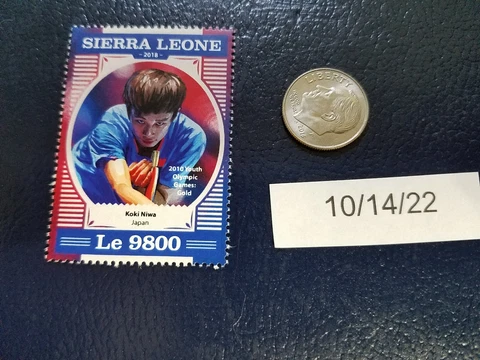 SIERRA LEONE
- 2018 -
2010 Youth
Olympic
Games:
Gold
Koki Niwa
Japan
Le 9800
LIBERTY
10/14/22